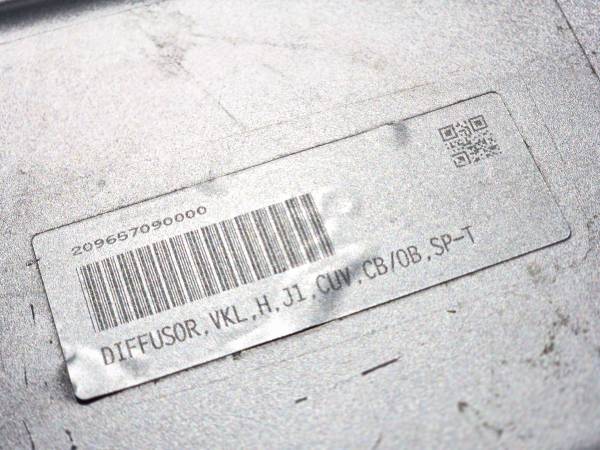 209657090000
DIFFUSOR,VKL,H,J1,CUV,CB/OB,SP-T